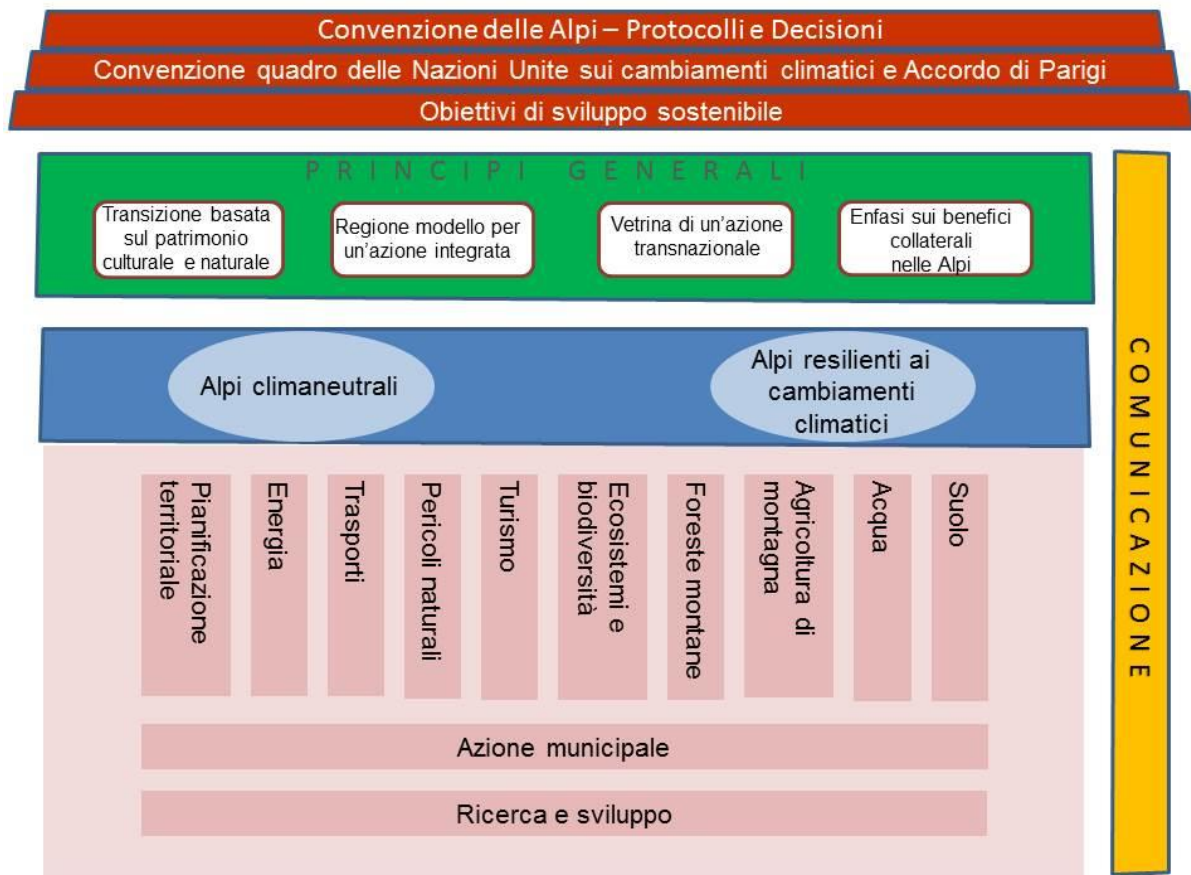 Convenzione delle Alpi – Protocolli e Decisioni
Convenzione quadro delle Nazioni Unite sui cambiamenti climatici e Accordo di Parigi
Obiettivi di sviluppo sostenibile
PRINCIPI GENERALI
Transizione basata
sul patrimonio
culturale e naturale
Regione modello per
un'azione integrata
Vetrina di un'azione
transnazionale
Enfasi sui benefici
collaterali
nelle Alpi
Alpi climaneutrali
Alpi resilienti ai
cambiamenti
climatici
Pianificazione
territoriale
Energia
Trasporti
Pericoli naturali
Turismo
Ecosistemi e
biodiversità
Foreste montane
Agricoltura di
montagna
Acqua
Suolo
Azione municipale
Ricerca e sviluppo
COMUNICAZIONE